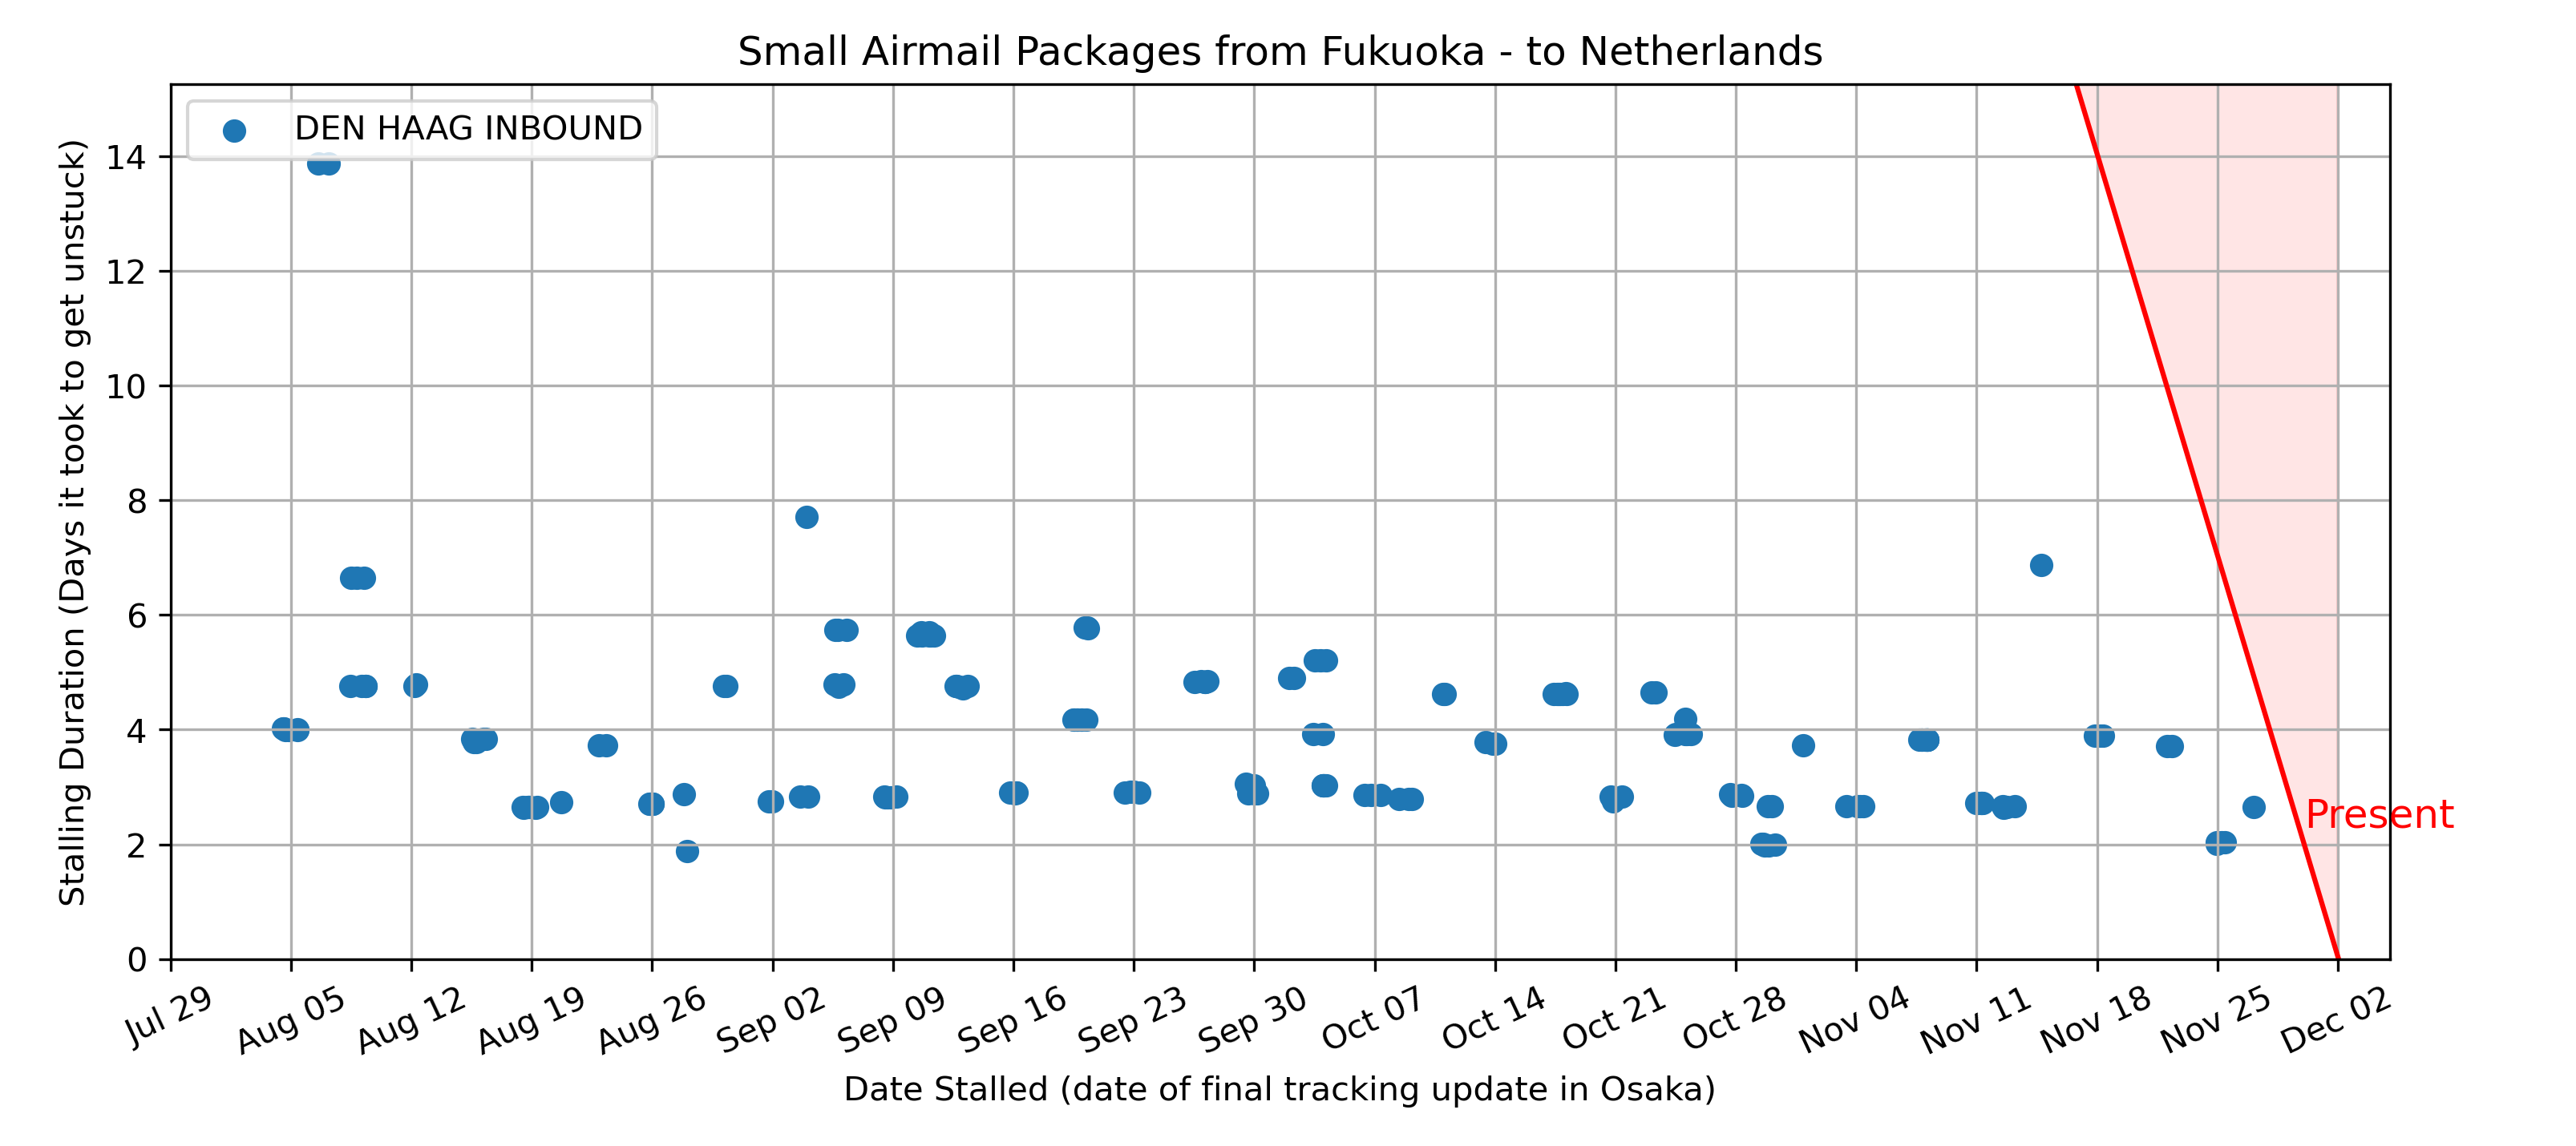 Small Airmail Packages from Fukuoka - to Netherlands
DEN HAAG INBOUND
Stalling Duration (Days it took to get unstuck)
14
12
10
8
6
4
2
0
Present
Jul 29
Aug 05
Aug 12
Aug 19
Aug 26
Sep 02
Sep 09
Sep 16
Sep 23
Sep 30
Oct 07
Oct 14
Oct 21
Oct 28
Nov 04
Nov 11
Nov 18
Nov 25
Dec 02
Date Stalled (date of final tracking update in Osaka)